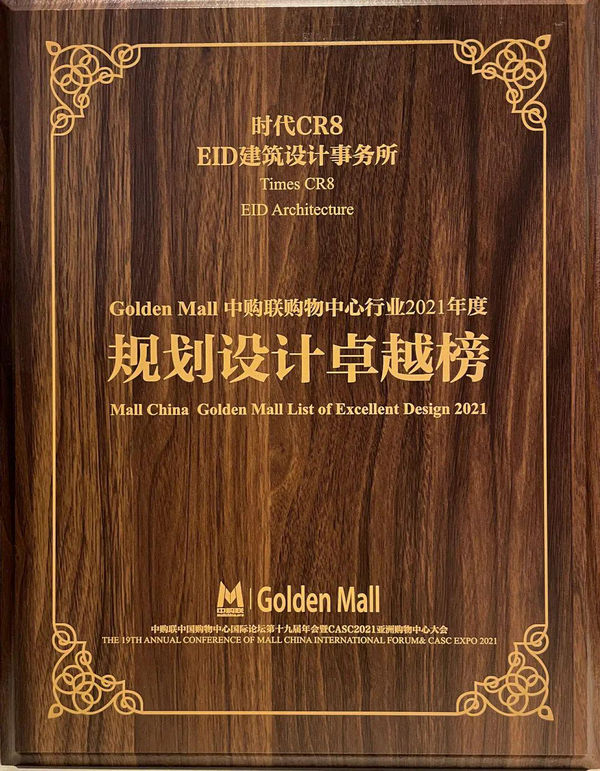 时代CR8
EID建筑设计事务所
Times CR8
EID Architecture
Golden Mall 中购联购物中心行业2021年度
规划设计卓越榜
Mall China Golden Mall List of Excellent Design 2021
中购联 Golden Mall
中购联中国购物中心国际论坛第十九届年会暨CASC2021亚洲购物中心大会
THE 19TH ANNUAL CONFERENCE OF MALL CHINA INTERNATIONAL FORUM& CASC EXPO 2021